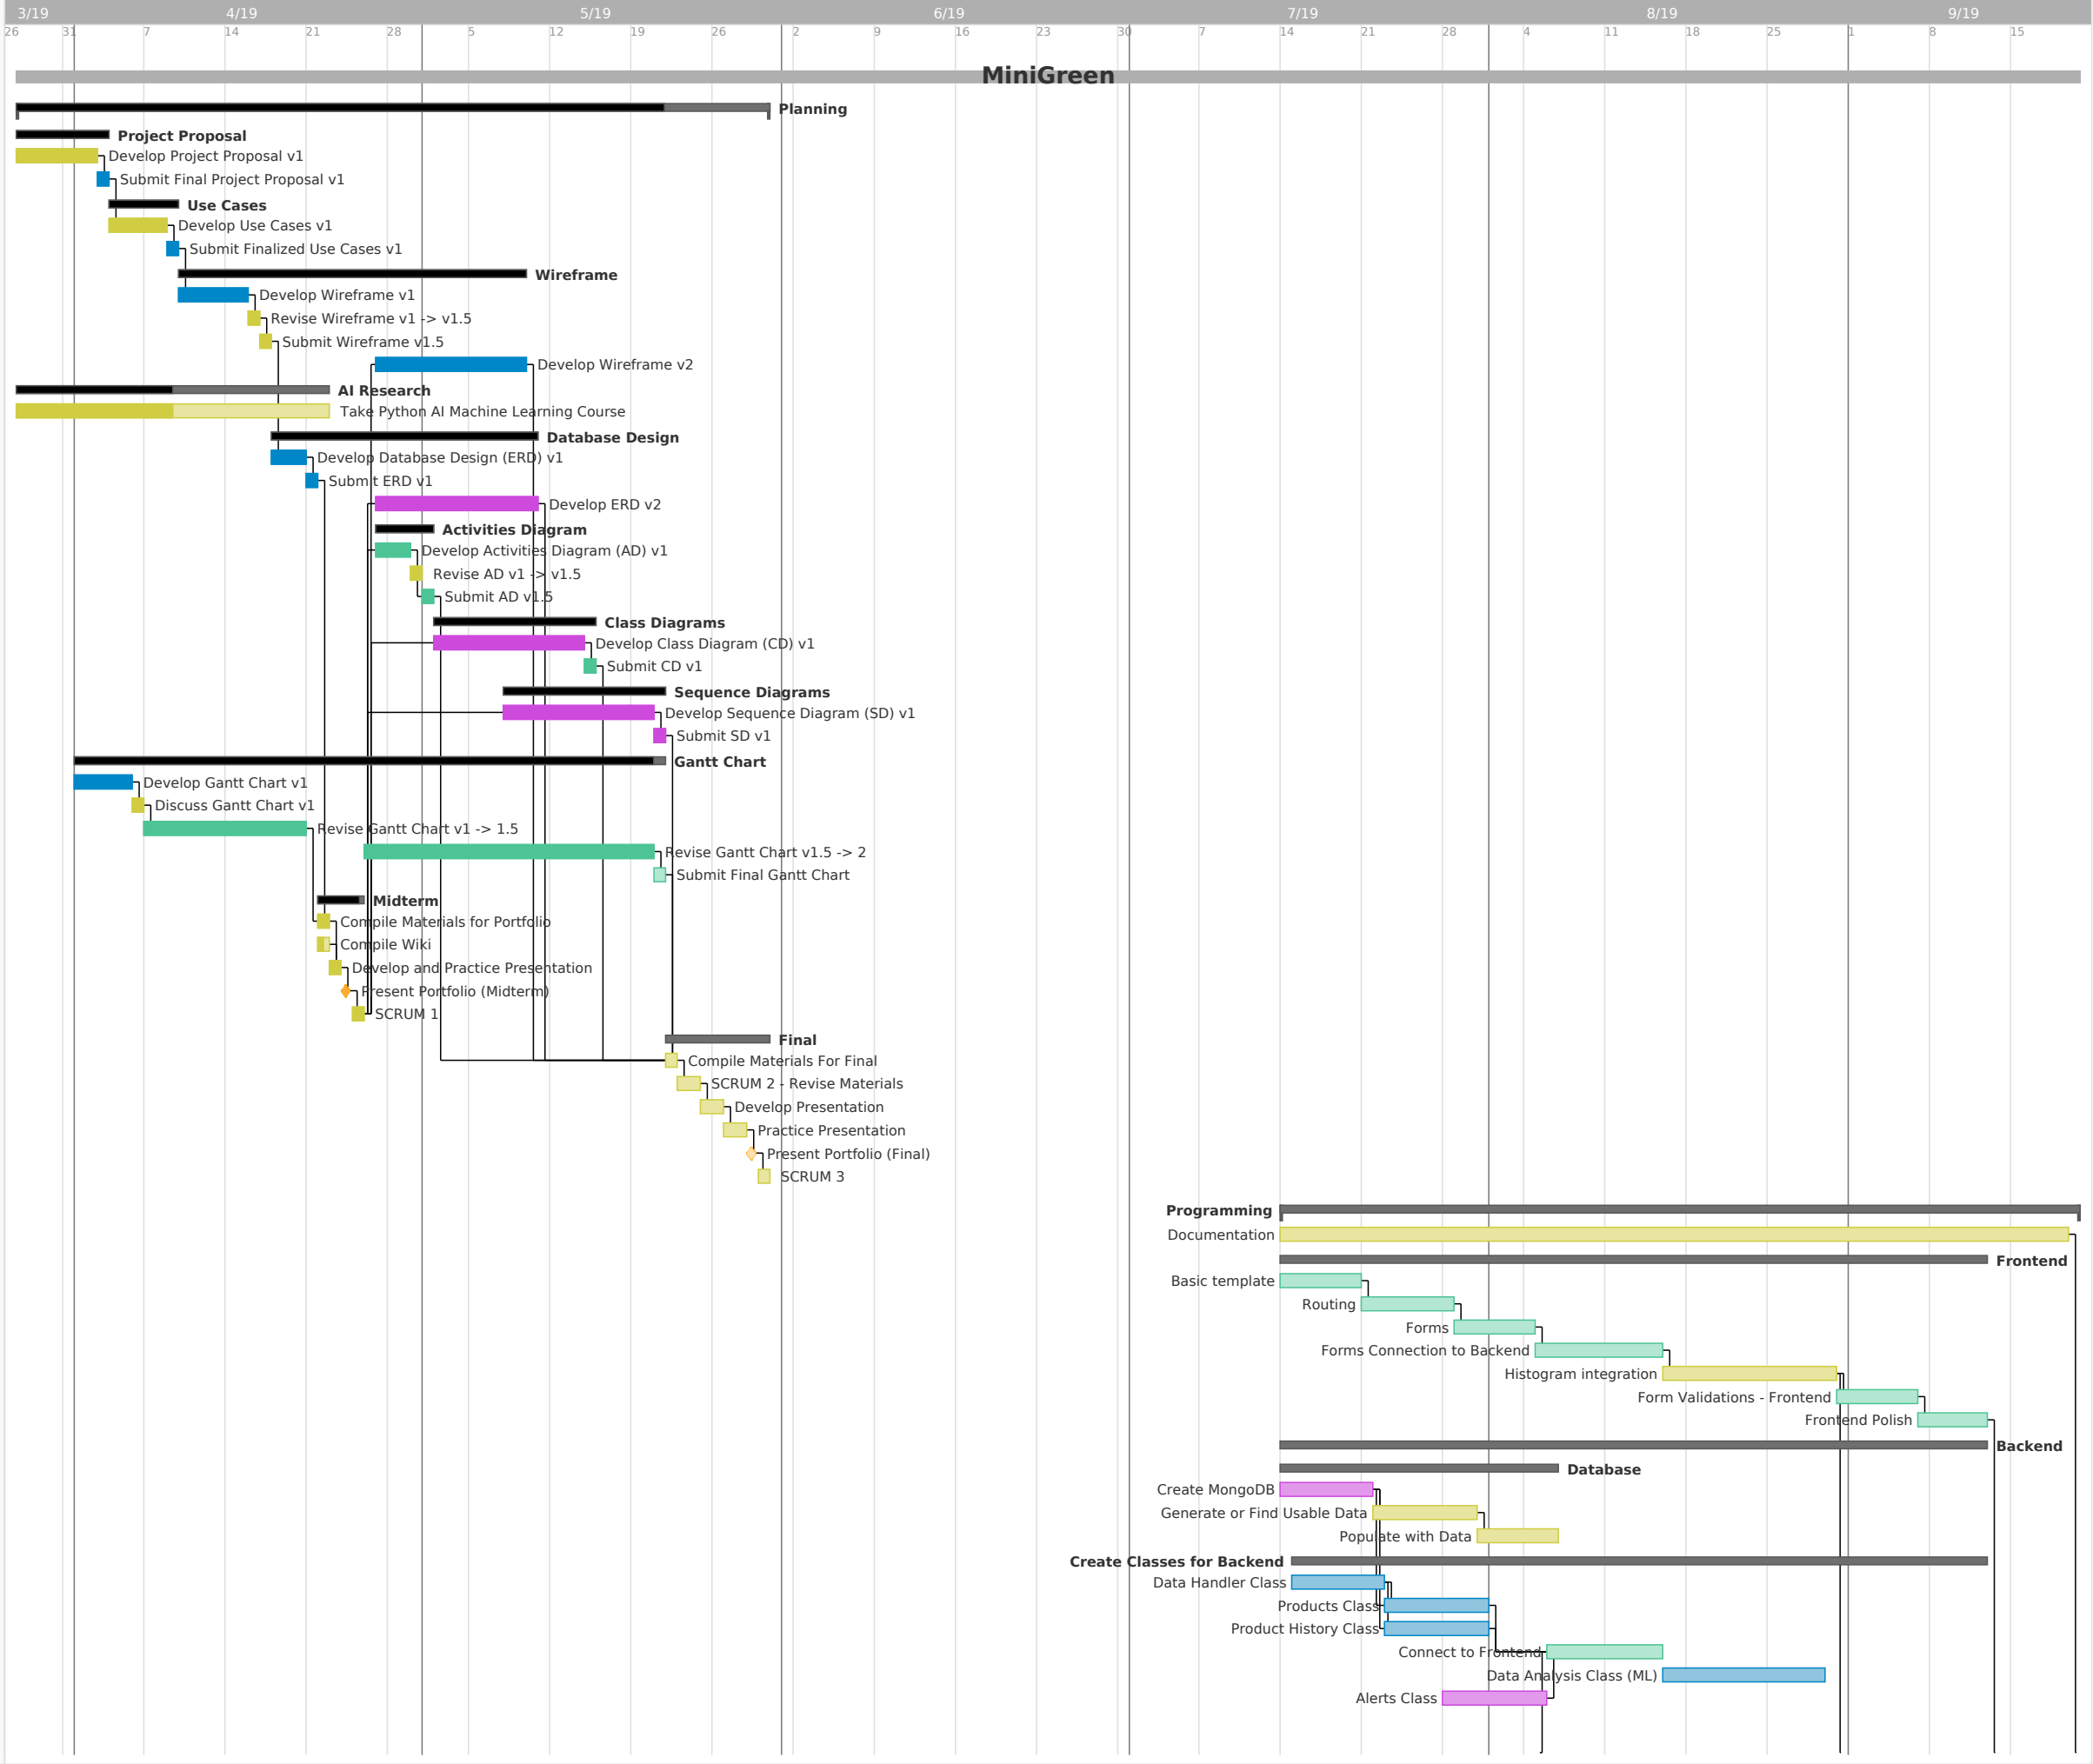 3/19 4/19 5/19 6/19 7/19 8/19 9/19
26 31 7 14 21 28 5 12 19 26 2 9 16 23 30 7 14 21 28 4 11 18 25 1 8 15
MiniGreen
Planning
Project Proposal
Develop Project Proposal v1
Submit Final Project Proposal v1
Use Cases
Develop Use Cases v1
Submit Finalized Use Cases v1
Wireframe
Develop Wireframe v1
Revise Wireframe v1 -> v1.5
Submit Wireframe v1.5
Develop Wireframe v2
AI Research
Take Python AI Machine Learning Course
Database Design
Develop Database Design (ERD) v1
Submit ERD v1
Develop ERD v2
Activities Diagram
Develop Activities Diagram (AD) v1
Revise AD v1 -> v1.5
Submit AD v1.5
Class Diagrams
Develop Class Diagram (CD) v1
Submit CD v1
Sequence Diagrams
Develop Sequence Diagram (SD) v1
Submit SD v1
Gantt Chart
Develop Gantt Chart v1
Discuss Gantt Chart v1
Revise Gantt Chart v1 -> 1.5
Revise Gantt Chart v1.5 -> 2
Submit Final Gantt Chart
Midterm
Compile Materials for Portfolio
Compile Wiki
Develop and Practice Presentation
Present Portfolio (Midterm)
SCRUM 1
Final
Compile Materials For Final
SCRUM 2 - Revise Materials
Develop Presentation
Practice Presentation
Present Portfolio (Final)
SCRUM 3
Programming
Documentation
Frontend
Basic template
Routing
Forms
Forms Connection to Backend
Histogram integration
Form Validations - Frontend
Frontend Polish
Backend
Database
Create MongoDB
Generate or Find Usable Data
Populate with Data
Create Classes for Backend
Data Handler Class
Products Class
Product History Class
Connect to Frontend
Data Analysis Class (ML)
Alerts Class